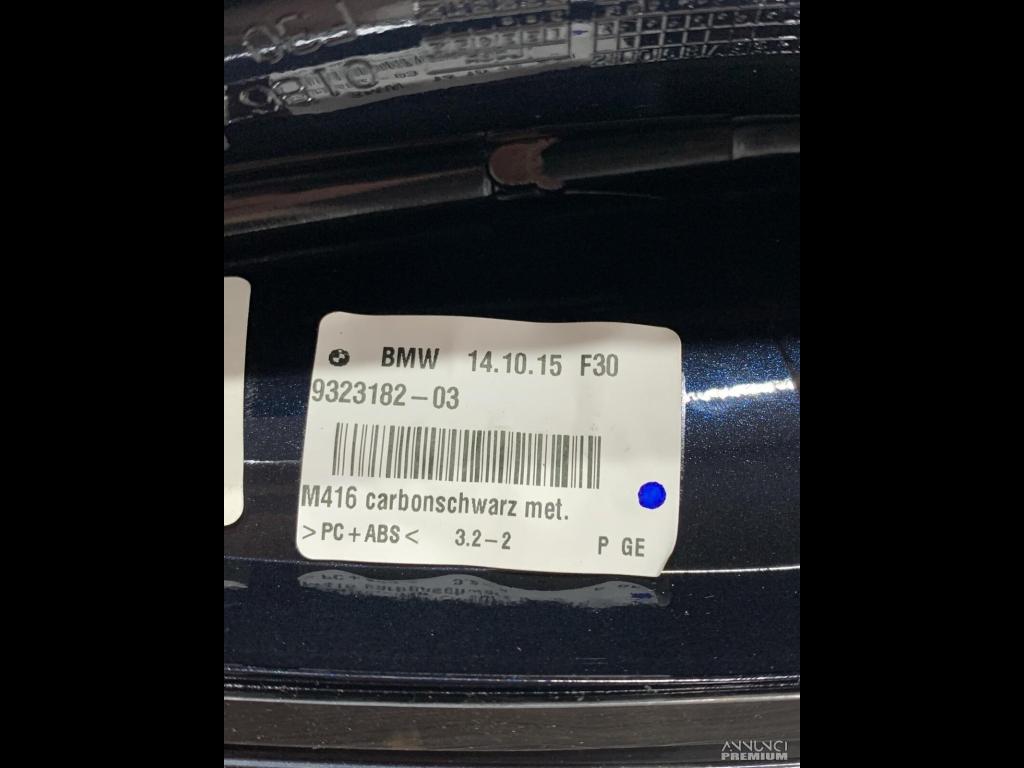 BMW 14.10.15 F30
9323182-03
M416 carbonschwarz met.
>PC+ABS< 3.2-2 P GE
ANNUNCI
PREMIUM